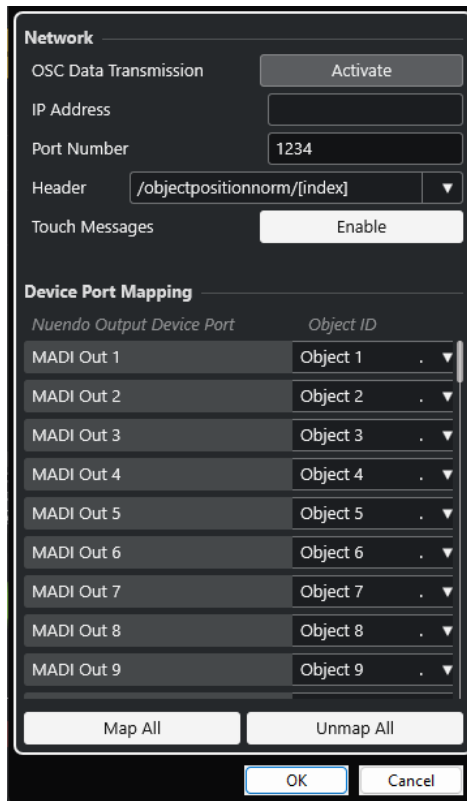 Network
OSC Data Transmission Activate
IP Address
Port Number 1234
Header /objectpositionnorm/[index]
Touch Messages Enable
Device Port Mapping
Nuendo Output Device Port Object ID
MADI Out 1 Object 1 .
MADI Out 2 Object 2 .
MADI Out 3 Object 3 .
MADI Out 4 Object 4 .
MADI Out 5 Object 5 .
MADI Out 6 Object 6 .
MADI Out 7 Object 7 .
MADI Out 8 Object 8 .
MADI Out 9 Object 9 .
Map All Unmap All
OK Cancel